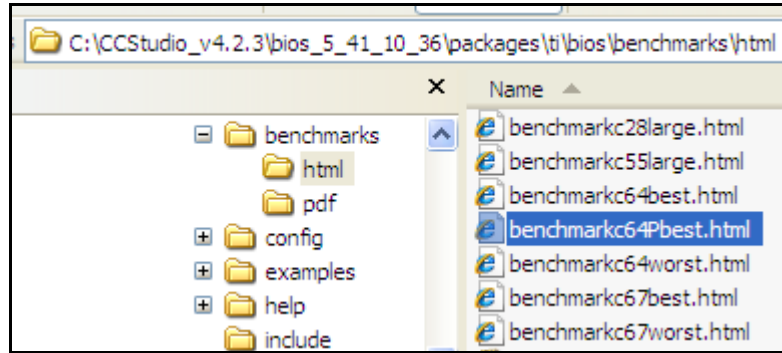 C:\CCStudio_v4.2.3\bios_5_41_10_36\packages\ti\bios\benchmarks\html
Name
benchmarks
html
pdf
config
examples
help
include
benchmarkc28large.html
benchmarkc55large.html
benchmarkc64best.html
benchmarkc64Pbest.html
benchmarkc64worst.html
benchmarkc67best.html
benchmarkc67worst.html